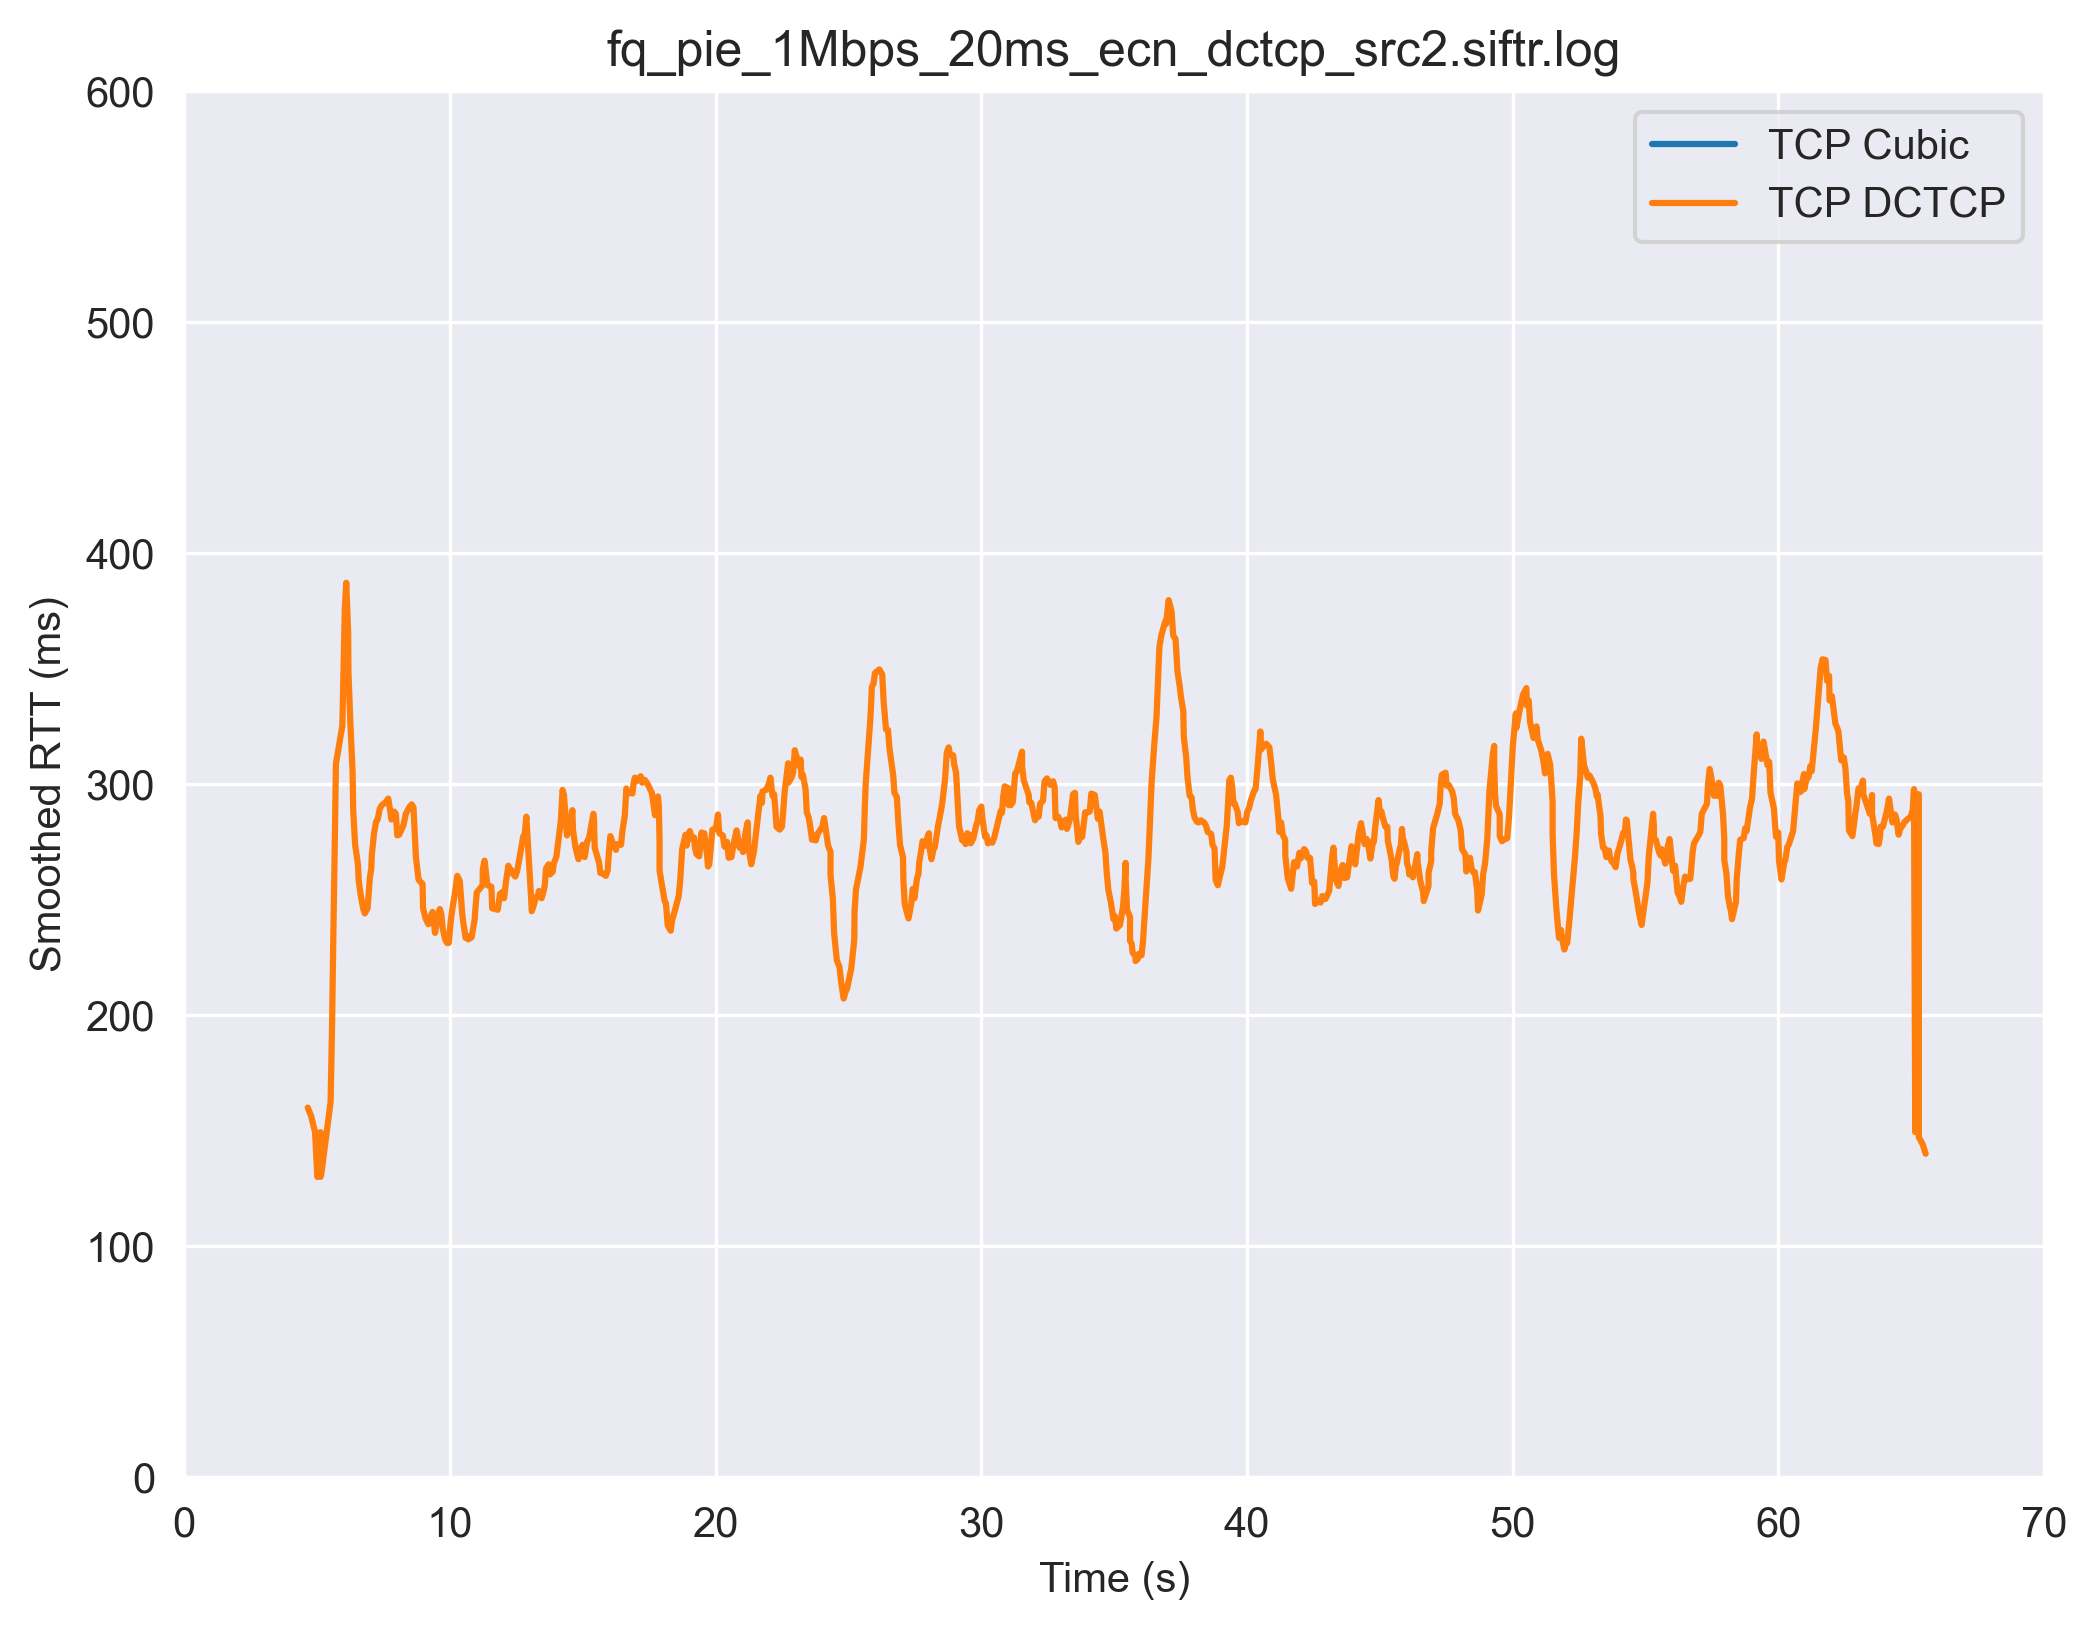 fq_pie_1Mbps_20ms_ecn_dctcp_src2.siftr.log
TCP Cubic
TCP DCTCP
Smoothed RTT (ms)
600
500
400
300
200
100
0
0 10 20 30 40 50 60 70
Time (s)